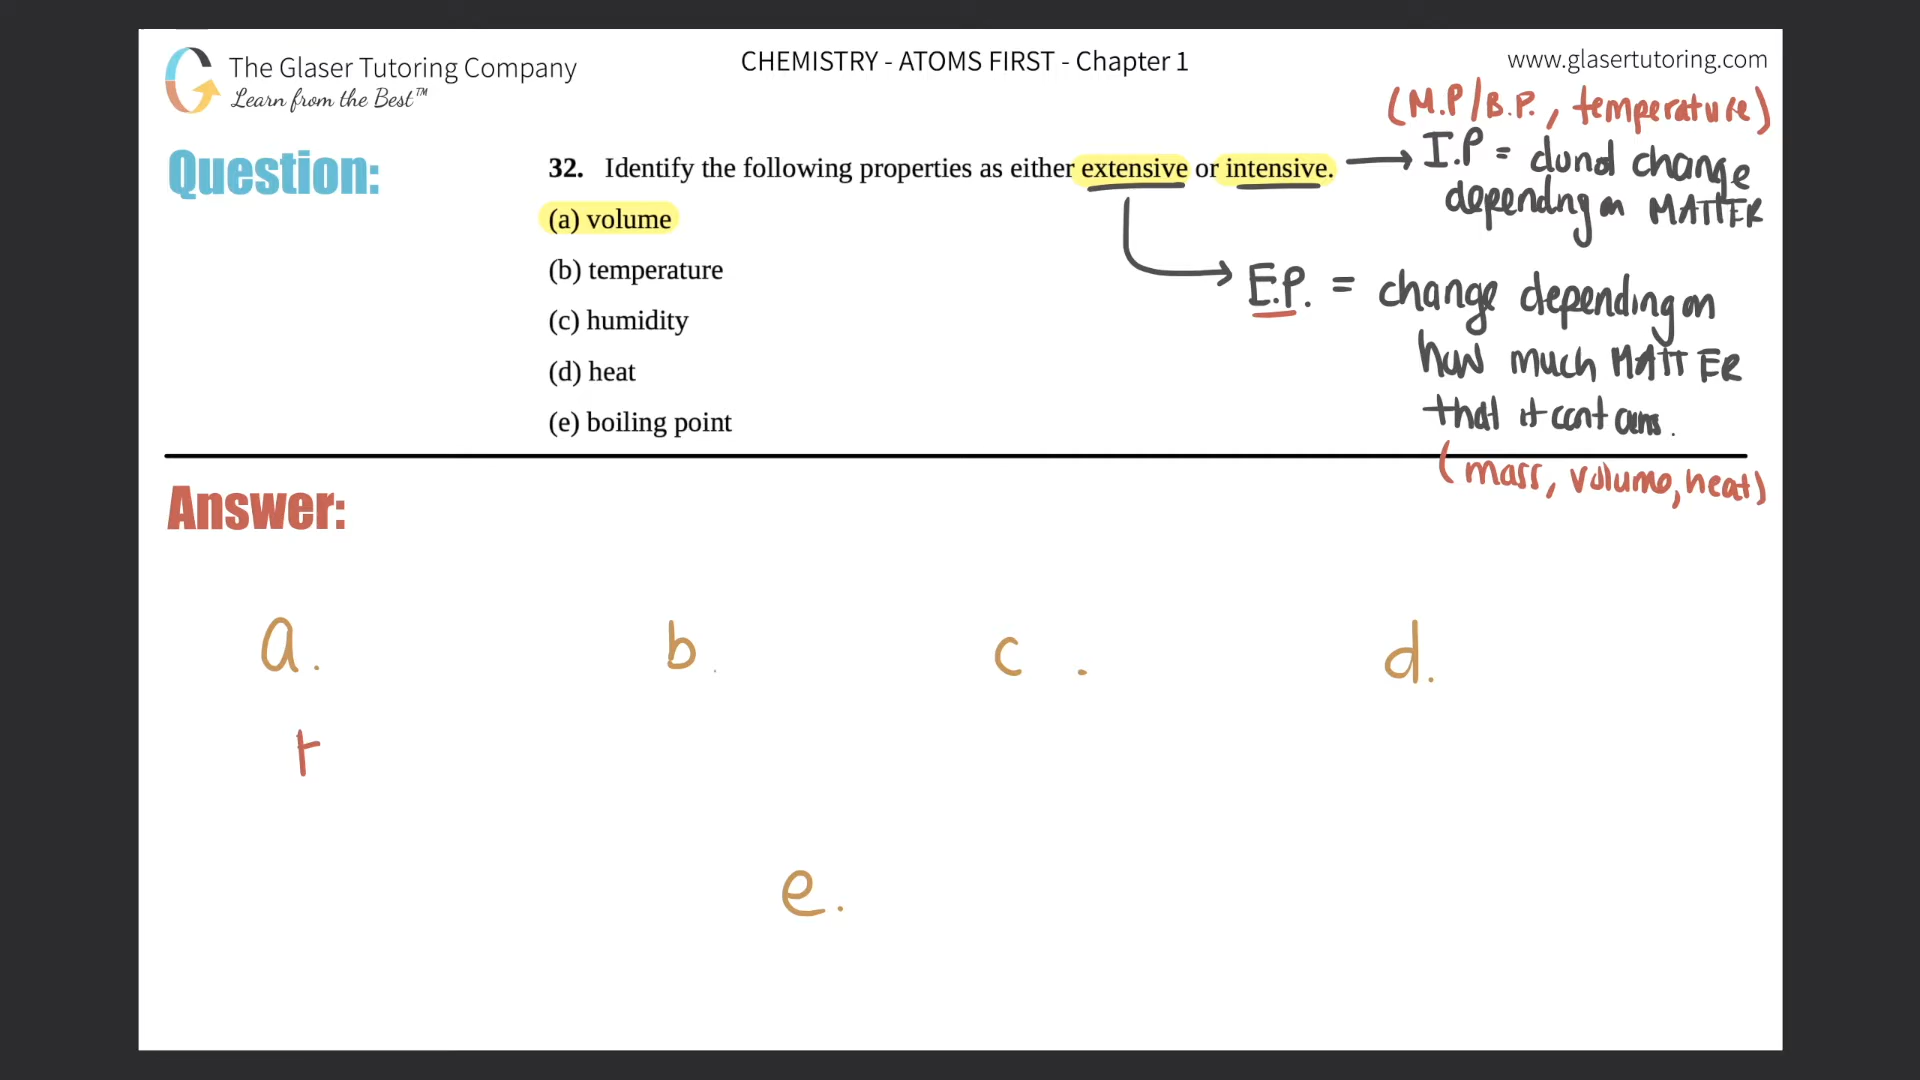 The Glaser Tutoring Company
Learn from the Best™
CHEMISTRY - ATOMS FIRST - Chapter 1
www.glasertutoring.com
(M.P/B.P., temperature)
Question:
32. Identify the following properties as either extensive or intensive.
I.P = dund change
depending on MATTER
(a) volume
(b) temperature
(c) humidity
(d) heat
(e) boiling point
E.P. = change depending on
how much MATTER
that it contains.
(mass, volume, heat)
Answer:
a.
b.
c.
d.
e.